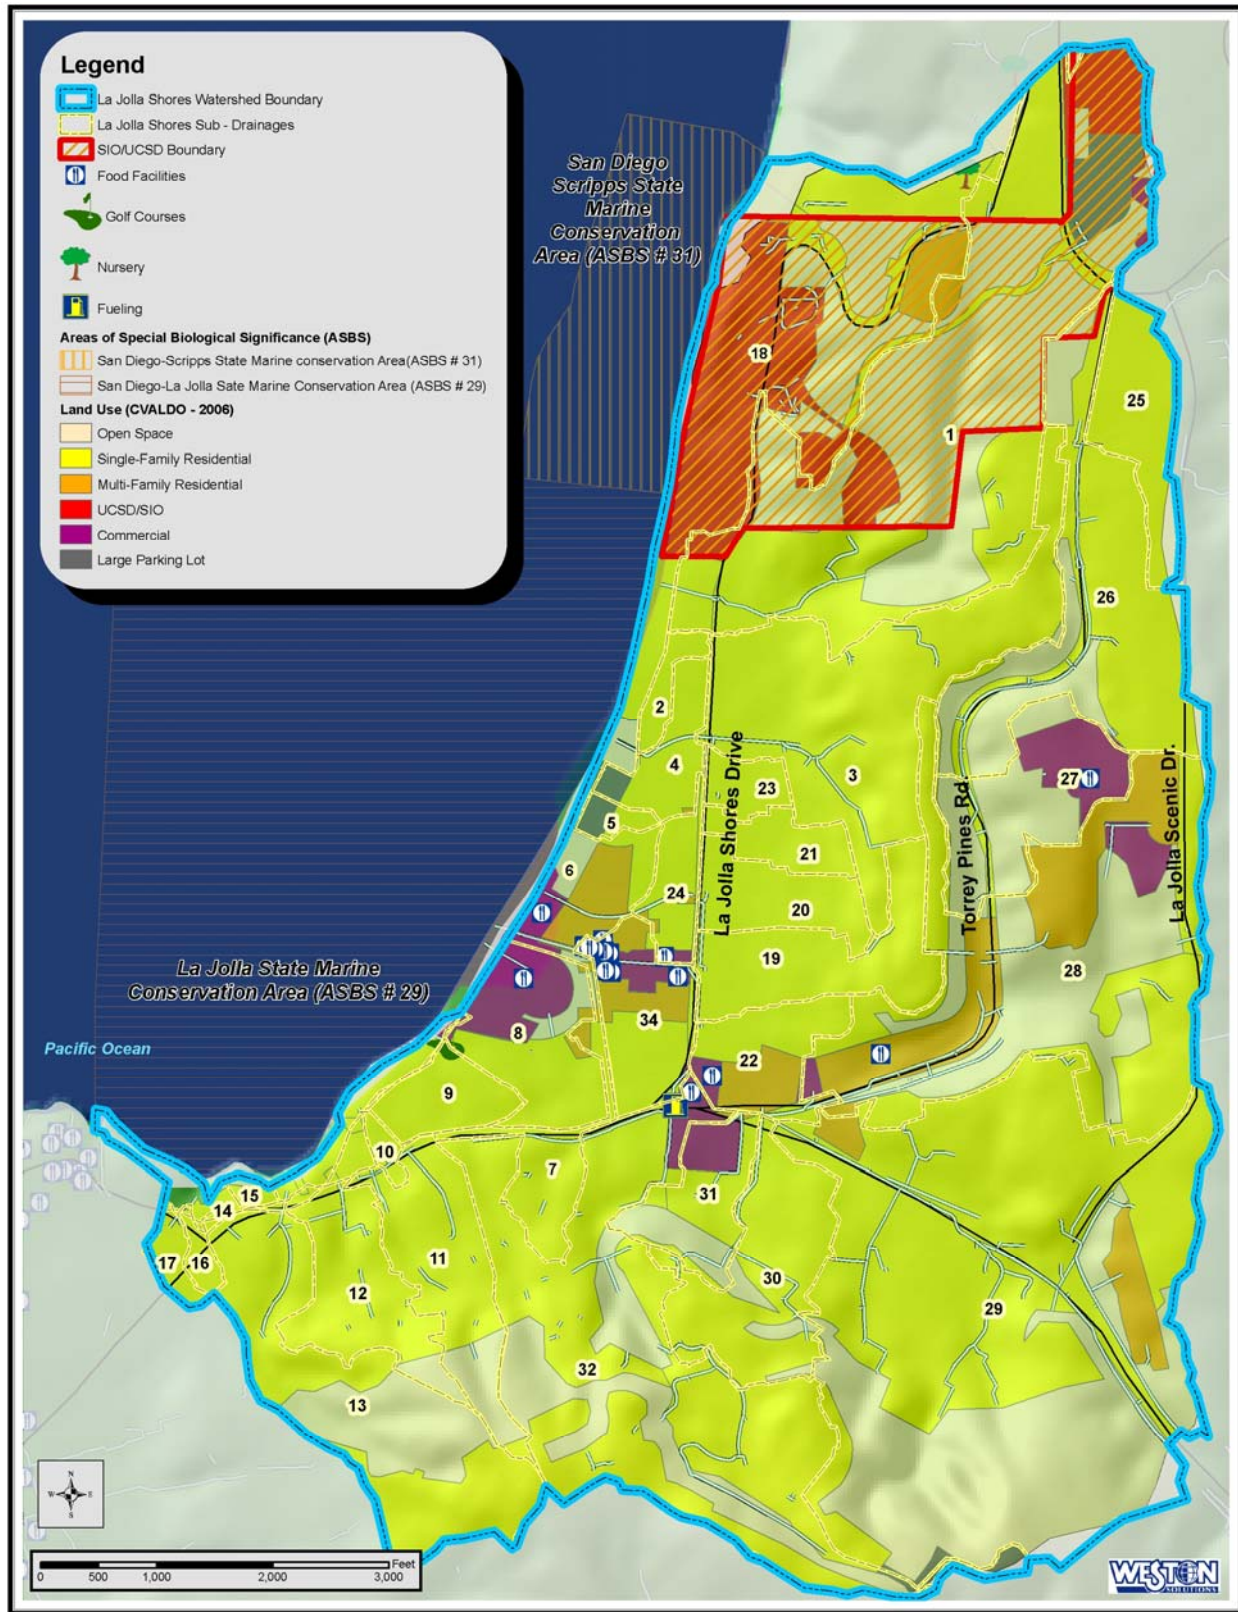 Legend
La Jolla Shores Watershed Boundary
La Jolla Shores Sub - Drainages
SIO/UCSD Boundary
Food Facilities
Golf Courses
Nursery
Fueling
Areas of Special Biological Significance (ASBS)
San Diego-Scripps State Marine conservation Area(ASBS # 31)
San Diego-La Jolla Sate Marine Conservation Area (ASBS # 29)
Land Use (CVALDO - 2006)
Open Space
Single-Family Residential
Multi-Family Residential
UCSD/SIO
Commercial
Large Parking Lot
San Diego
Scripps State
Marine
Conservation
Area (ASBS # 31)
18
1
25
26
2
4
23
3
27
5
21
6
24
20
La Jolla Shores Drive
Torrey Pines Rd.
La Jolla Scenic Dr.
19
28
La Jolla State Marine
Conservation Area (ASBS # 29)
8
34
22
Pacific Ocean
9
10
7
15
14
31
17
16
11
12
30
29
32
13
N
W
E
S
Feet
0
500
1,000
2,000
3,000
WESTON
SOLUTIONS